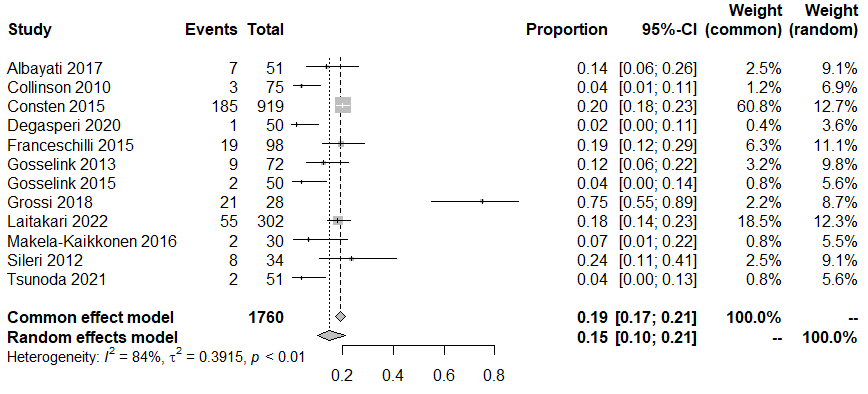 Weight Weight
Study Events Total Proportion 95%-CI (common) (random)
Albayati 2017 7 51 0.14 [0.06; 0.26] 2.5% 9.1%
Collinson 2010 3 75 0.04 [0.01; 0.11] 1.2% 6.9%
Consten 2015 185 919 0.20 [0.18; 0.23] 60.8% 12.7%
Degasperi 2020 1 50 0.02 [0.00; 0.11] 0.4% 3.6%
Franceschilli 2015 19 98 0.19 [0.12; 0.29] 6.3% 11.1%
Gosselink 2013 9 72 0.12 [0.06; 0.22] 3.2% 9.8%
Gosselink 2015 2 50 0.04 [0.00; 0.14] 0.8% 5.6%
Grossi 2018 21 28 0.75 [0.55; 0.89] 2.2% 8.7%
Laitakari 2022 55 302 0.18 [0.14; 0.23] 18.5% 12.3%
Makela-Kaikkonen 2016 2 30 0.07 [0.01; 0.22] 0.8% 5.5%
Sileri 2012 8 34 0.24 [0.11; 0.41] 2.5% 9.1%
Tsunoda 2021 2 51 0.04 [0.00; 0.13] 0.8% 5.6%
Common effect model 1760 0.19 [0.17; 0.21] 100.0% --
Random effects model 0.15 [0.10; 0.21] -- 100.0%
Heterogeneity: I² = 84%, τ² = 0.3915, p < 0.01
0.2 0.4 0.6 0.8